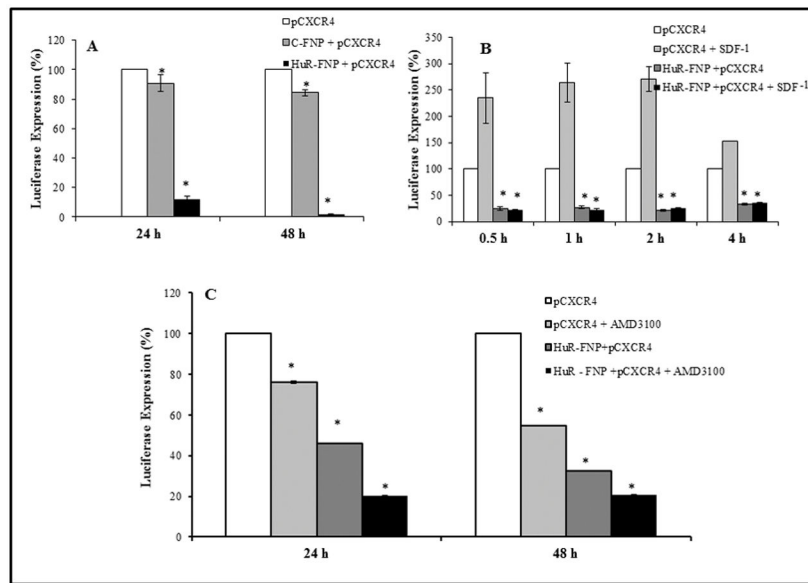 A
pCXCR4
C-FNP + pCXCR4
HuR-FNP + pCXCR4
Luciferase Expression (%)
120
100
80
60
40
20
0
*
*
*
*
24 h
48 h
B
pCXCR4
pCXCR4 + SDF-1
HuR-FNP+pCXCR4
HuR-FNP+pCXCR4 + SDF-1
Luciferase Expression (%)
350
300
250
200
150
100
50
0
* *
* *
* *
* *
0.5 h
1 h
2 h
4 h
C
pCXCR4
pCXCR4 + AMD3100
HuR-FNP+pCXCR4
HuR - FNP +pCXCR4 + AMD3100
Luciferase Expression (%)
120
100
80
60
40
20
0
*
*
*
*
*
*
24 h
48 h